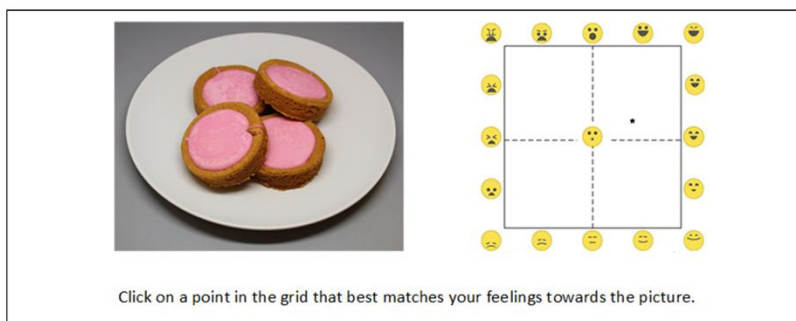 Click on a point in the grid that best matches your feelings towards the picture.